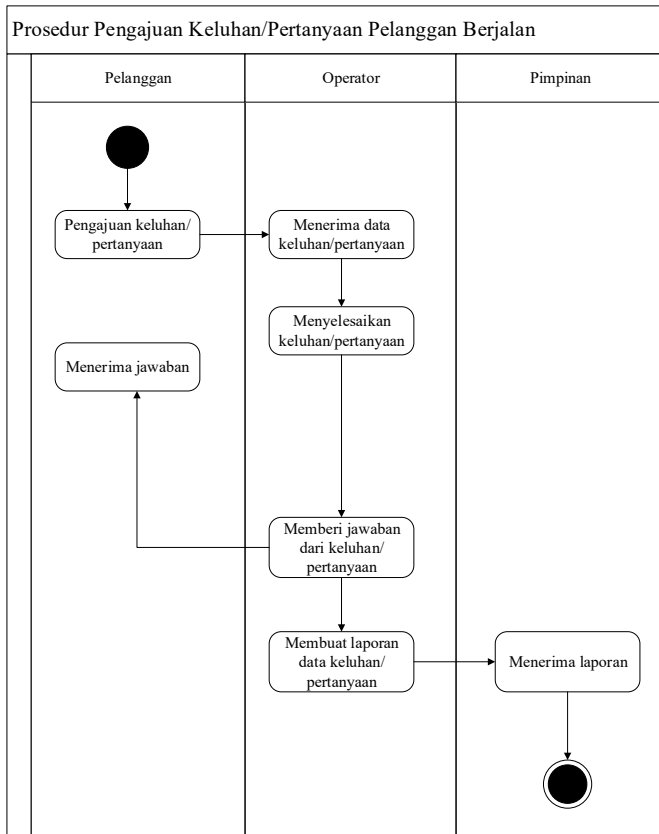 Prosedur Pengajuan Keluhan/Pertanyaan Pelanggan Berjalan
Pelanggan
Operator
Pimpinan
Pengajuan keluhan/
pertanyaan
Menerima data
keluhan/pertanyaan
Menyelesaikan
keluhan/pertanyaan
Menerima jawaban
Memberi jawaban
dari keluhan/
pertanyaan
Membuat laporan
data keluhan/
pertanyaan
Menerima laporan